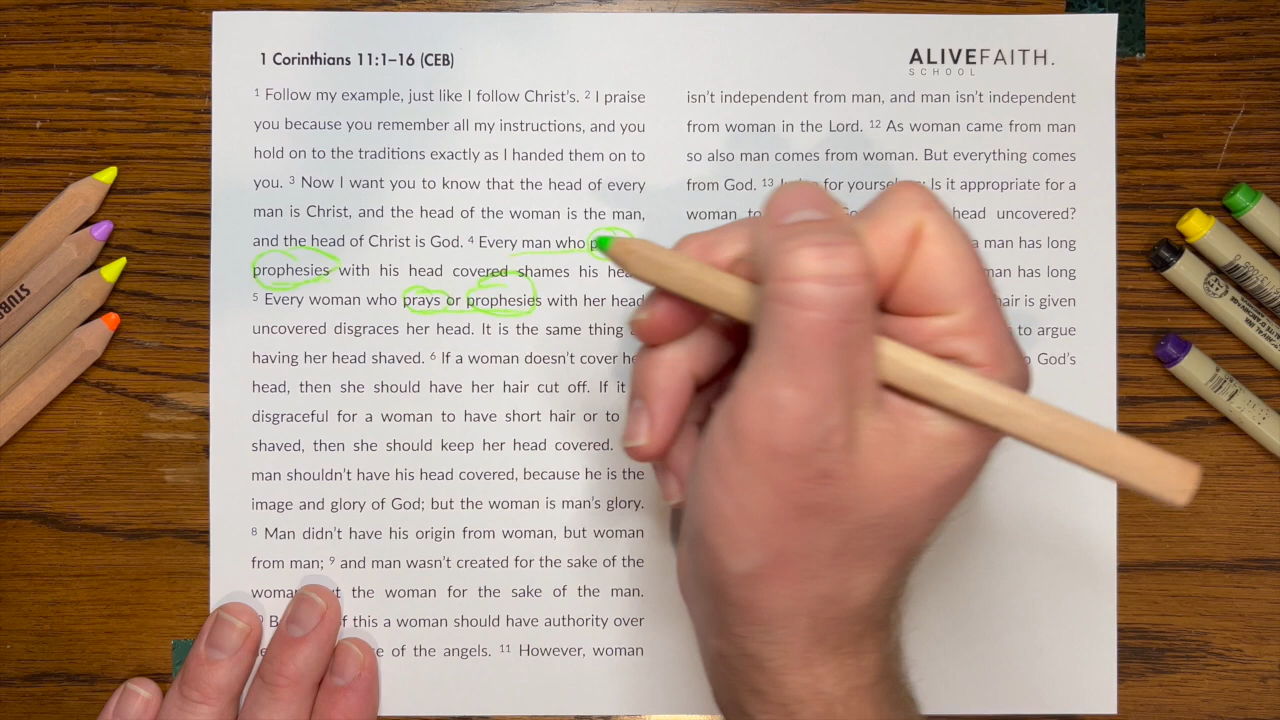 1 Corinthians 11:1–16 (CEB)
ALIVEFAITH.
SCHOOL
1 Follow my example, just like I follow Christ's. 2 I praise
you because you remember all my instructions, and you
hold on to the traditions exactly as I handed them on to
you. 3 Now I want you to know that the head of every
man is Christ, and the head of the woman is the man,
and the head of Christ is God. 4 Every man who
prophesies with his head covered shames his
5 Every woman who prays or prophesies with her head
uncovered disgraces her head. It is the same thing
having her head shaved. 6 If a woman doesn't cover
head, then she should have her hair cut off. If it
disgraceful for a woman to have short hair or to
shaved, then she should keep her head covered.
man shouldn't have his head covered, because he is the
image and glory of God; but the woman is man's glory.
8 Man didn't have his origin from woman, but woman
from man; 9 and man wasn't created for the sake of the
the woman for the sake of the man.
this a woman should have authority over
of the angels. 11 However, woman
isn't independent from man, and man isn't independent
from woman in the Lord. 12 As woman came from man
so also man comes from woman. But everything comes
from God. 13 for yourselves: Is it appropriate for a
woman to head uncovered?
a man has long
man has long
hair is given
to argue
God's